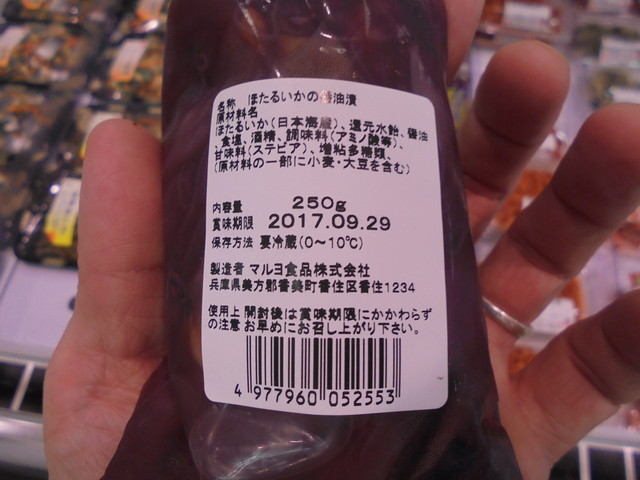 名称 ほたるいかの醤油漬
原材料名
ほたるいか(日本海産)、還元水飴、醤油
、食塩、酒精、調味料(アミノ酸等)、
甘味料(ステビア)、増粘多糖類、
(原材料の一部に小麦・大豆を含む)
内容量 250g
賞味期限 2017.09.29
保存方法 要冷蔵(0~10℃)
製造者 マルヨ食品株式会社
兵庫県美方郡香美町香住区香住1234
使用上 開封後は賞味期限にかかわらず
の注意 お早めにお召し上がり下さい。
4 977960 052553